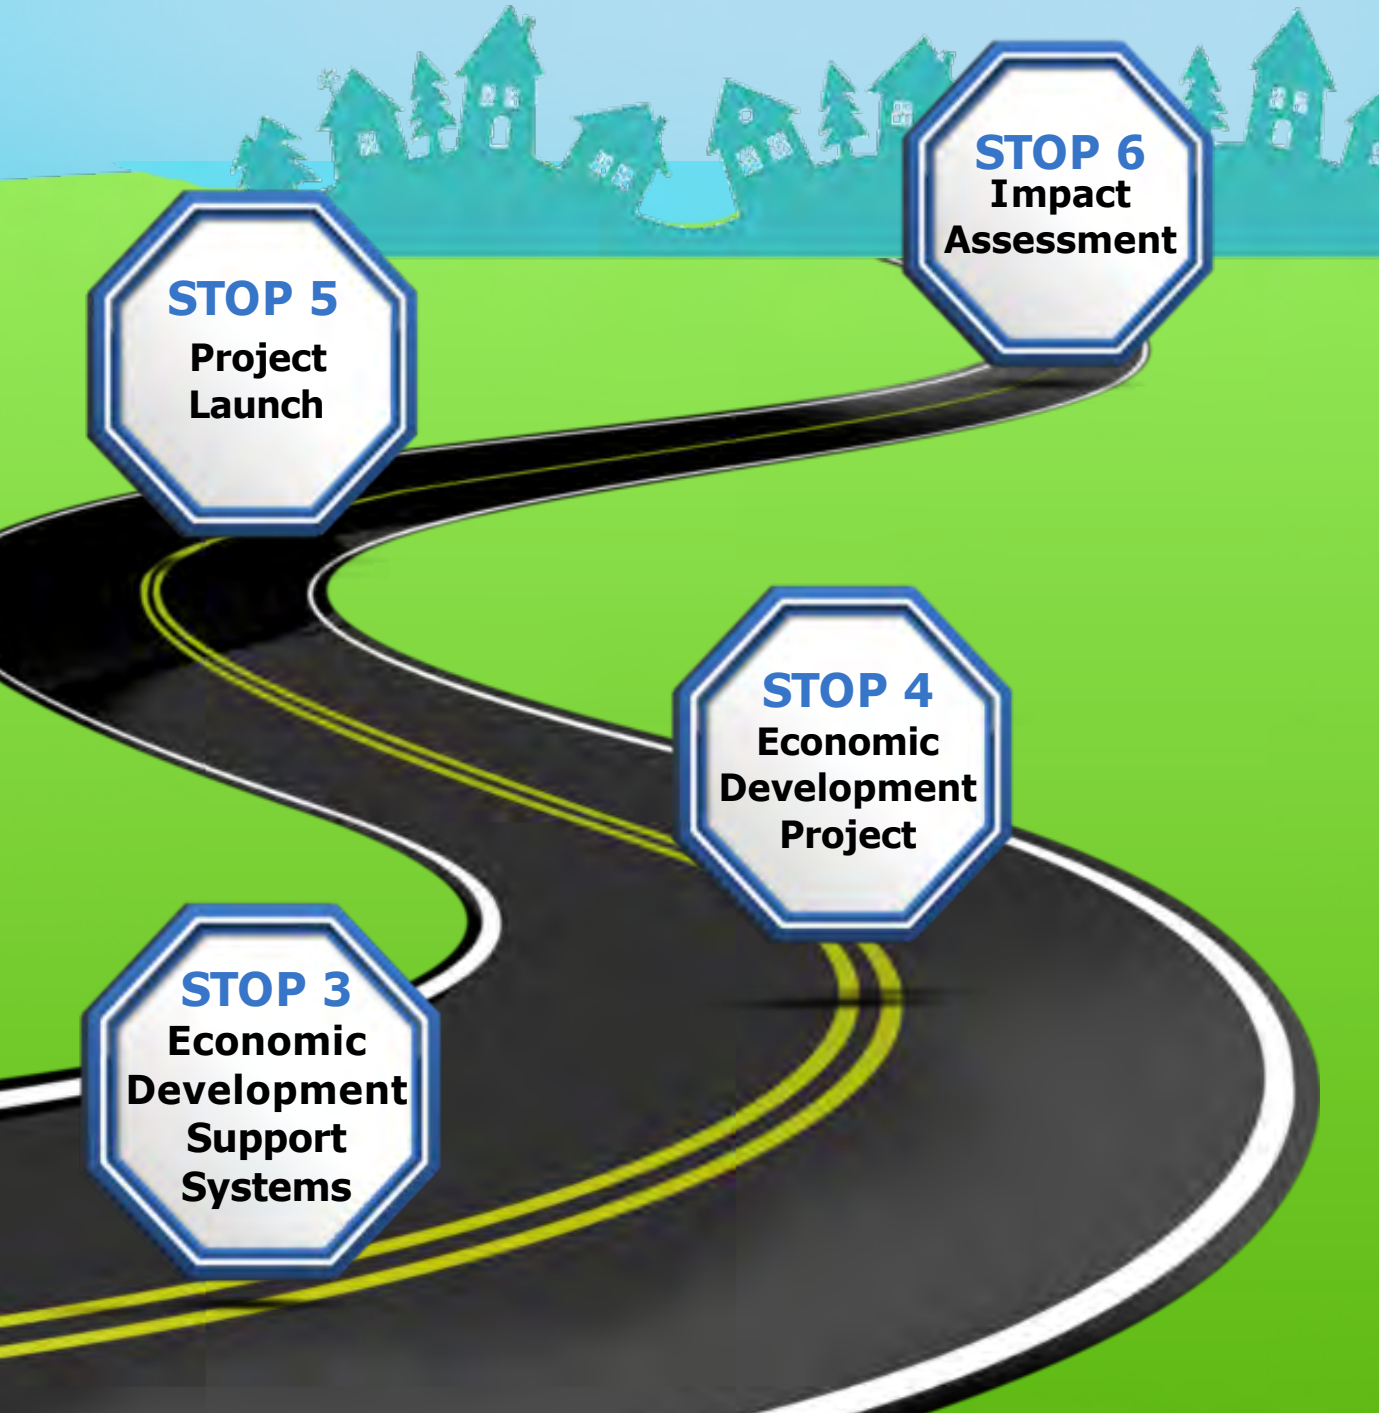 STOP 6
Impact
Assessment
STOP 5
Project
Launch
STOP 4
Economic
Development
Project
STOP 3
Economic
Development
Support
Systems